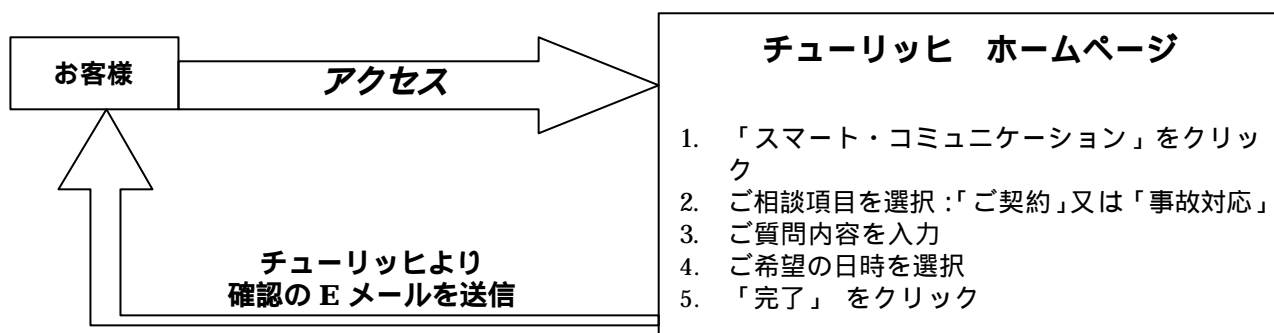 お客様
アクセス
チューリッヒ ホームページ
1. 「スマート・コミュニケーション」をクリッ
ク
2. ご相談項目を選択:「ご契約」又は「事故対応」
3. ご質問内容を入力
4. ご希望の日時を選択
5. 「完了」 をクリック
チューリッヒより
確認の E メールを送信